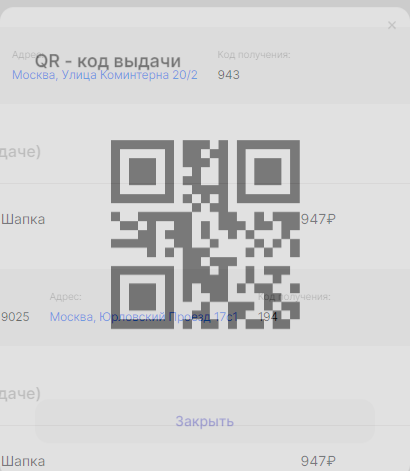 ×
Адрес: Код получения:
QR - код выдачи
Москва, Улица Коминтерна 20/2 943
даче)
Шапка 947₽
Адрес: Код получения:
9025 Москва, Юрловский Проезд 17с1 194
даче)
Закрыть
Шапка 947₽